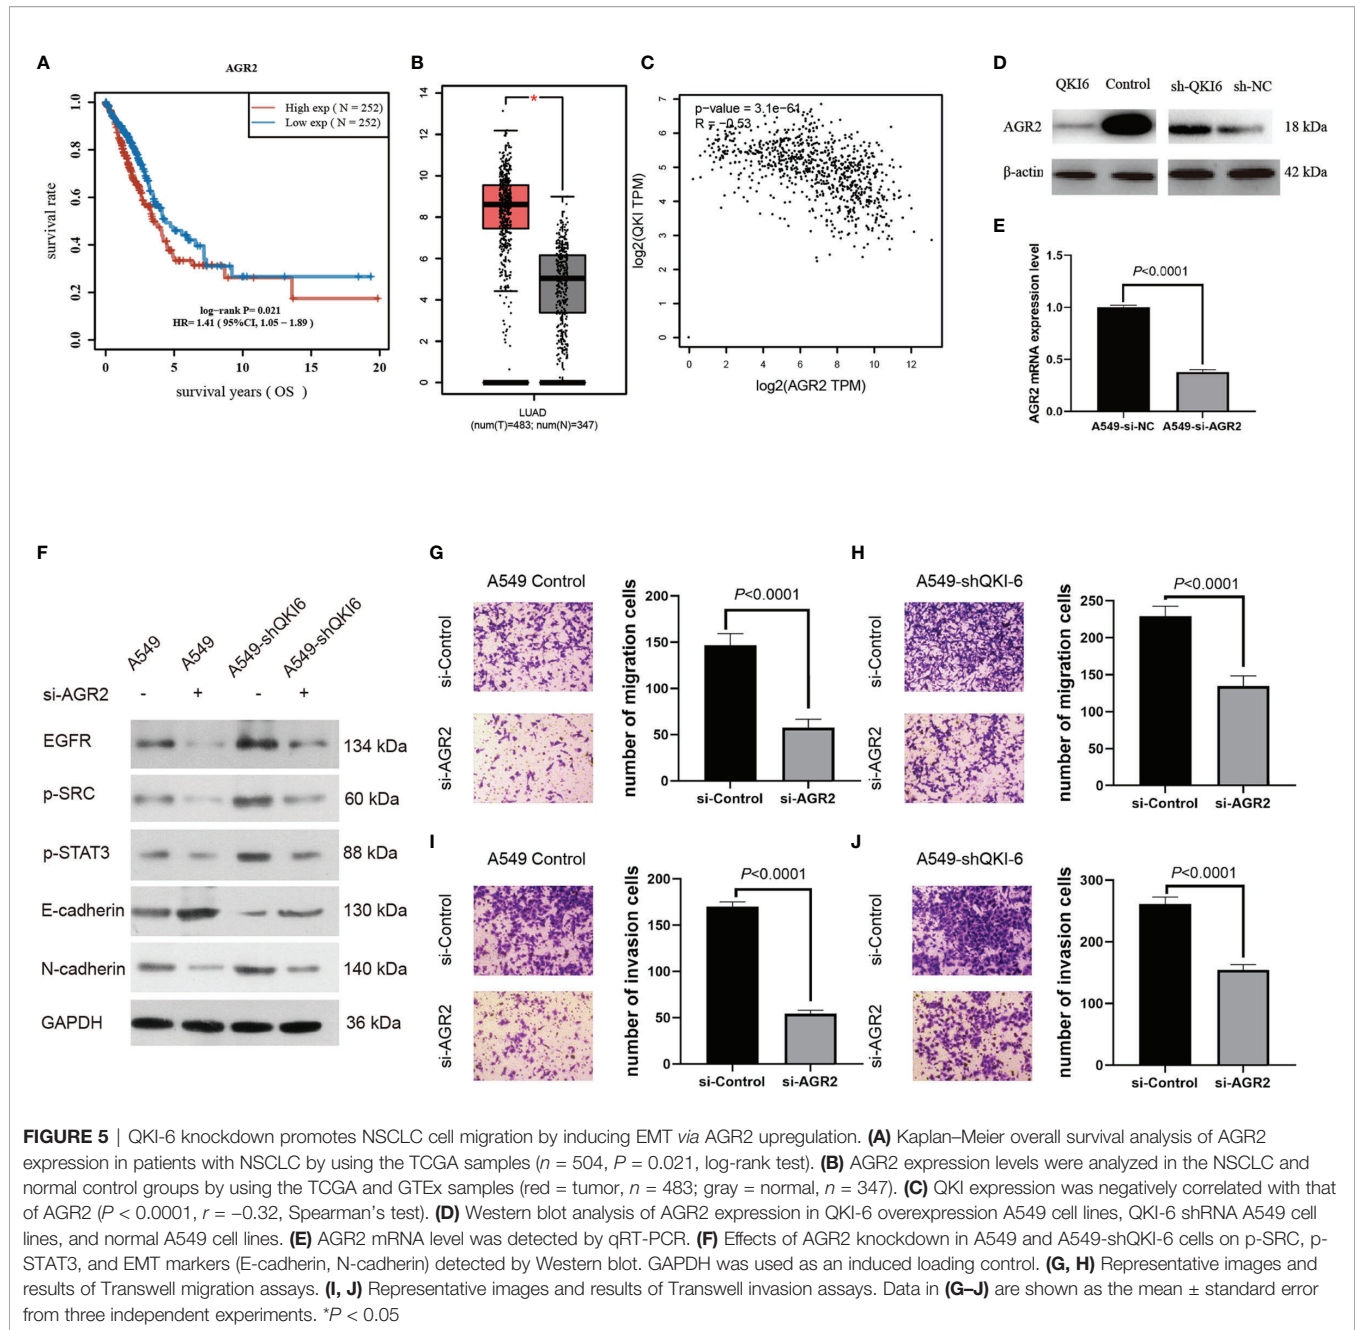 A
AGR2
High exp ( N = 252)
Low exp ( N = 252)
survival rate
1.0
0.8
0.6
0.4
0.2
0.0
log−rank P= 0.021
HR= 1.41 ( 95%CI, 1.05 − 1.89 )
0 5 10 15 20
survival years ( OS )
B
*
14
12
10
8
6
4
2
0
LUAD
(num(T)=483; num(N)=347)
C
p-value = 3.1e−61
R = −0.53
log2(QKI TPM)
7
6
5
4
3
2
1
0
0 2 4 6 8 10 12
log2(AGR2 TPM)
D
QKI6 Control sh-QKI6 sh-NC
AGR2 18 kDa
β-actin 42 kDa
E
AGR2 mRNA expression level
P<0.0001
1.5
1.0
0.5
0.0
A549-si-NC A549-si-AGR2
F
A549 A549 A549-shQKI6 A549-shQKI6
si-AGR2 - + - +
EGFR 134 kDa
p-SRC 60 kDa
p-STAT3 88 kDa
E-cadherin 130 kDa
N-cadherin 140 kDa
GAPDH 36 kDa
G
A549 Control
si-Control
si-AGR2
number of migration cells
P<0.0001
200
150
100
50
0
si-Control si-AGR2
H
A549-shQKI-6
si-Control
si-AGR2
number of migration cells
P<0.0001
250
200
150
100
50
0
si-Control si-AGR2
I
A549 Control
si-Control
si-AGR2
number of invasion cells
P<0.0001
200
150
100
50
0
si-Control si-AGR2
J
A549-shQKI-6
si-Control
si-AGR2
number of invasion cells
P<0.0001
300
200
100
0
si-Control si-AGR2
FIGURE 5 | QKI-6 knockdown promotes NSCLC cell migration by inducing EMT via AGR2 upregulation. (A) Kaplan–Meier overall survival analysis of AGR2
expression in patients with NSCLC by using the TCGA samples (n = 504, P = 0.021, log-rank test). (B) AGR2 expression levels were analyzed in the NSCLC and
normal control groups by using the TCGA and GTEx samples (red = tumor, n = 483; gray = normal, n = 347). (C) QKI expression was negatively correlated with that
of AGR2 (P < 0.0001, r = −0.32, Spearman's test). (D) Western blot analysis of AGR2 expression in QKI-6 overexpression A549 cell lines, QKI-6 shRNA A549 cell
lines, and normal A549 cell lines. (E) AGR2 mRNA level was detected by qRT-PCR. (F) Effects of AGR2 knockdown in A549 and A549-shQKI-6 cells on p-SRC, p-
STAT3, and EMT markers (E-cadherin, N-cadherin) detected by Western blot. GAPDH was used as an induced loading control. (G, H) Representative images and
results of Transwell migration assays. (I, J) Representative images and results of Transwell invasion assays. Data in (G–J) are shown as the mean ± standard error
from three independent experiments. *P < 0.05